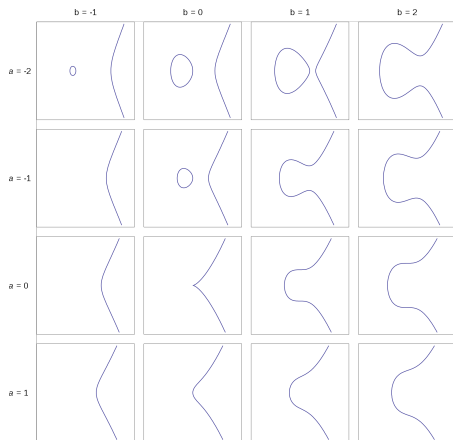 b = -1 b = 0 b = 1 b = 2
a = -2
a = -1
a = 0
a = 1